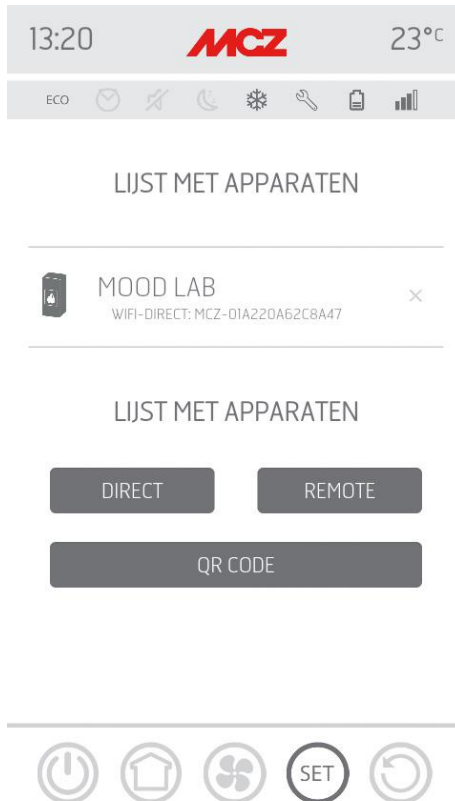 13:20 MCZ 23°C
ECO
LIJST MET APPARATEN
MOOD LAB
WIFI-DIRECT: MCZ-01A220A62C8A47
LIJST MET APPARATEN
DIRECT REMOTE
QR CODE
SET